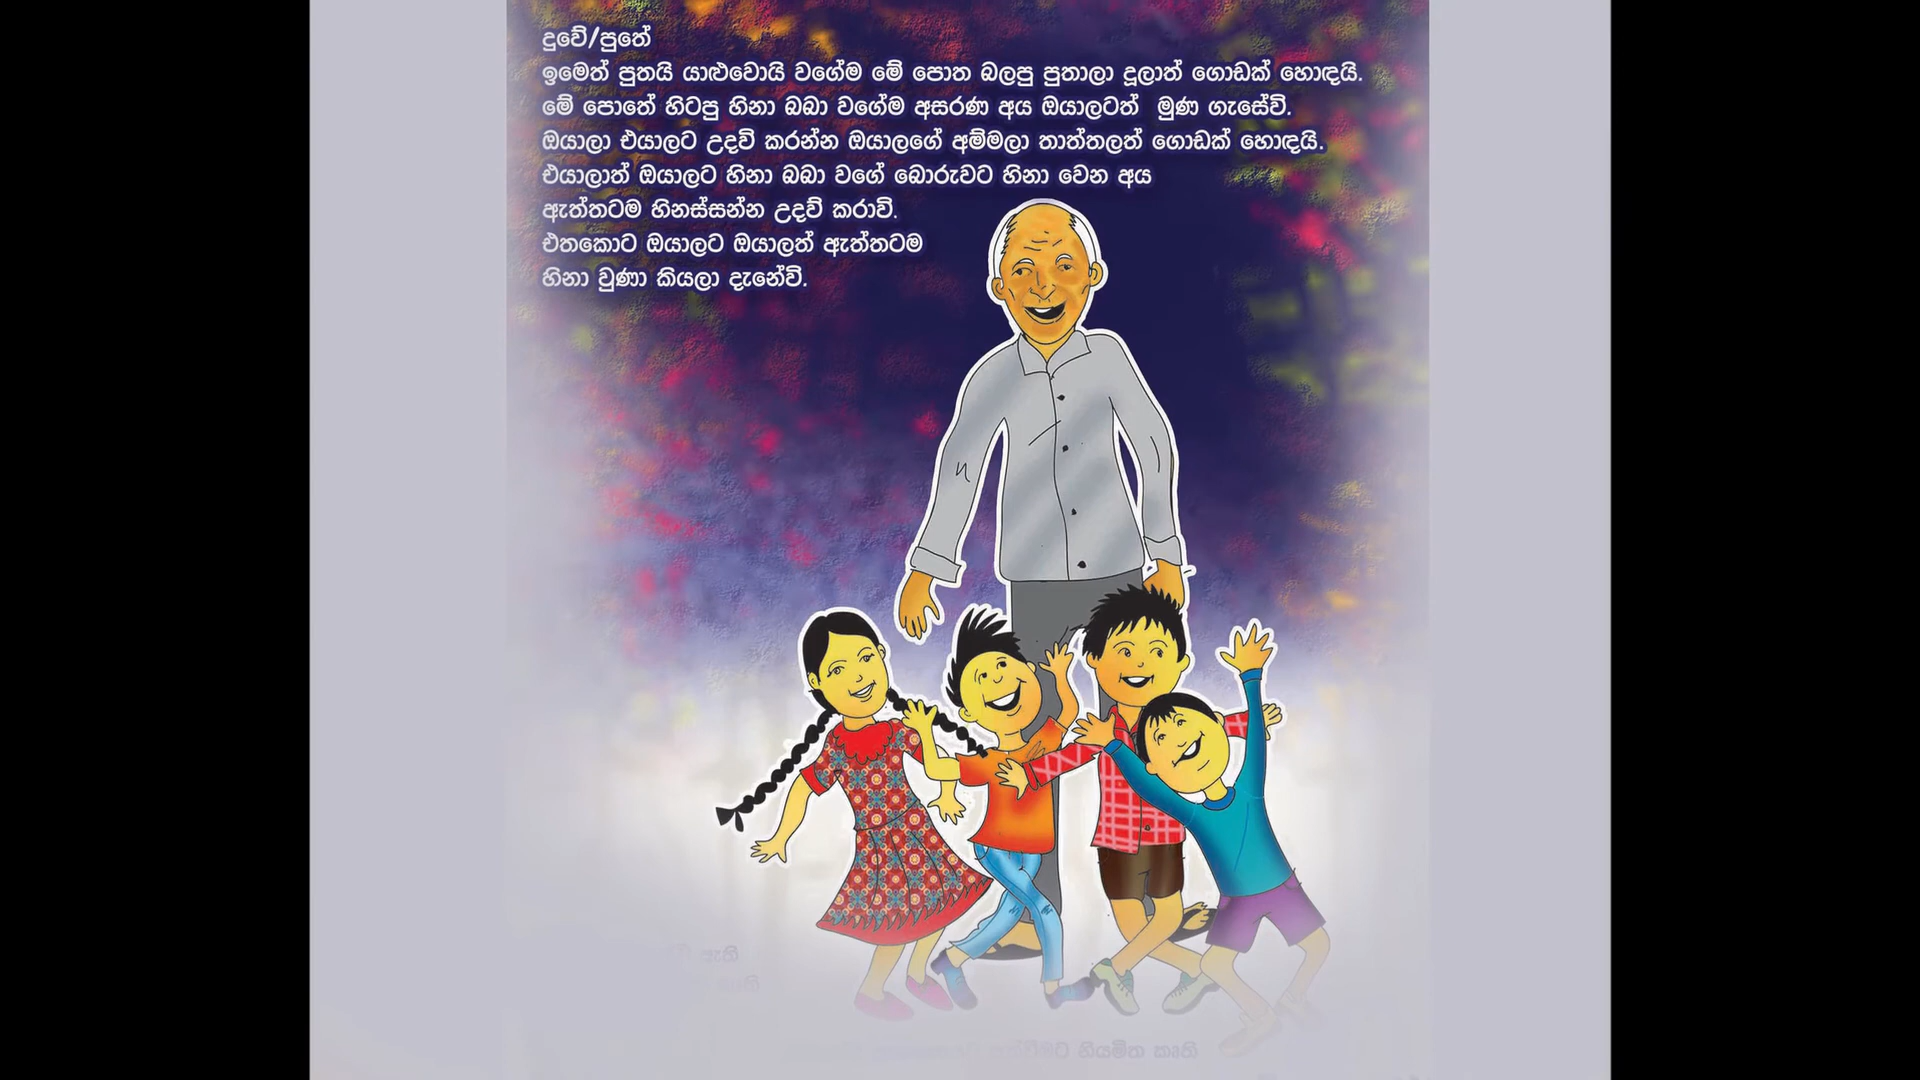 දුවේ/පුතේ
ඉමෙත් පුතයි යාළුවොයි වගේම මේ පොත බලපු පුතාලා දූලාත් ගොඩක් හොඳයි.
මේ පොතේ හිටපු හිනා බබා වගේම අසරණ අය ඔයාලටත් මුණ ගැසේවි.
ඔයාලා එයාලට උදවි කරන්න ඔයාලගේ අම්මලා තාත්තලත් ගොඩක් හොඳයි.
එයාලාත් ඔයාලට හිනා බබා වගේ බොරුවට හිනා වෙන අය
ඇත්තටම හිනස්සන්න උදව් කරාවි.
එතකොට ඔයාලට ඔයාලත් ඇත්තටම
හිනා වුණා කියලා දැනේවි.
නියමිත කෘති